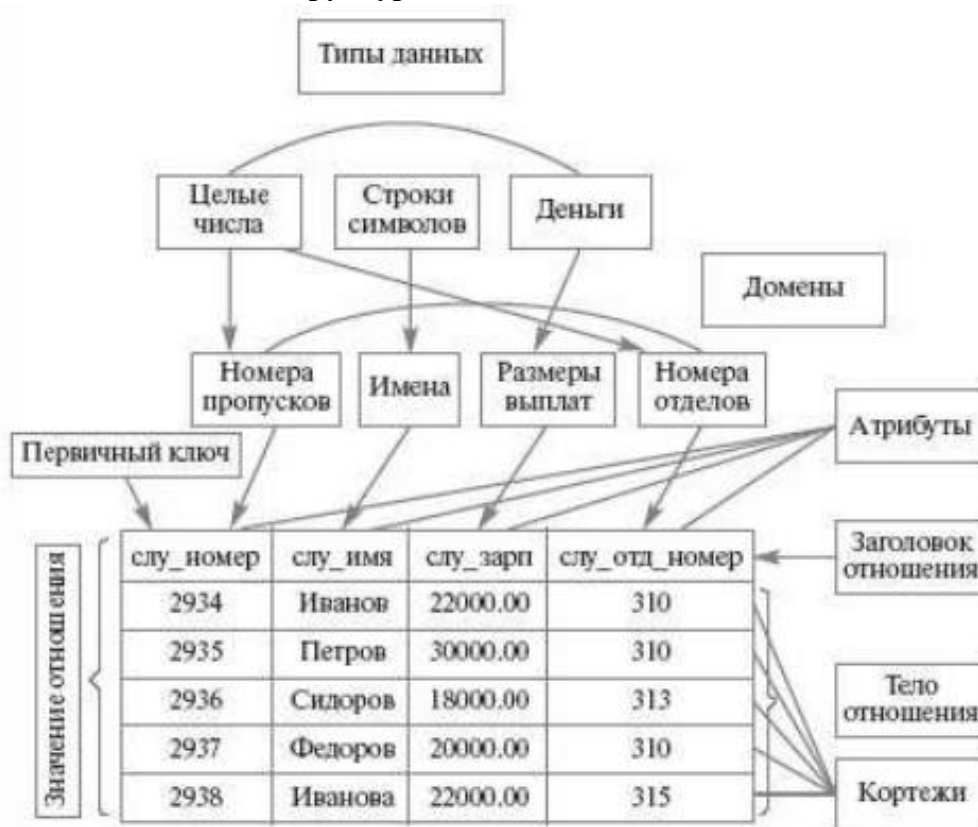 Типы данных
Целые
числа
Строки
символов
Деньги
Домены
Номера
пропусков
Имена
Размеры
выплат
Номера
отделов
Атрибуты
Первичный ключ
Значение отношения
слу_номер слу_имя слу_зарп слу_отд_номер
Заголовок
отношения
2934 Иванов 22000.00 310
2935 Петров 30000.00 310
2936 Сидоров 18000.00 313
2937 Федоров 20000.00 310
2938 Иванова 22000.00 315
Тело
отношения
Кортежи